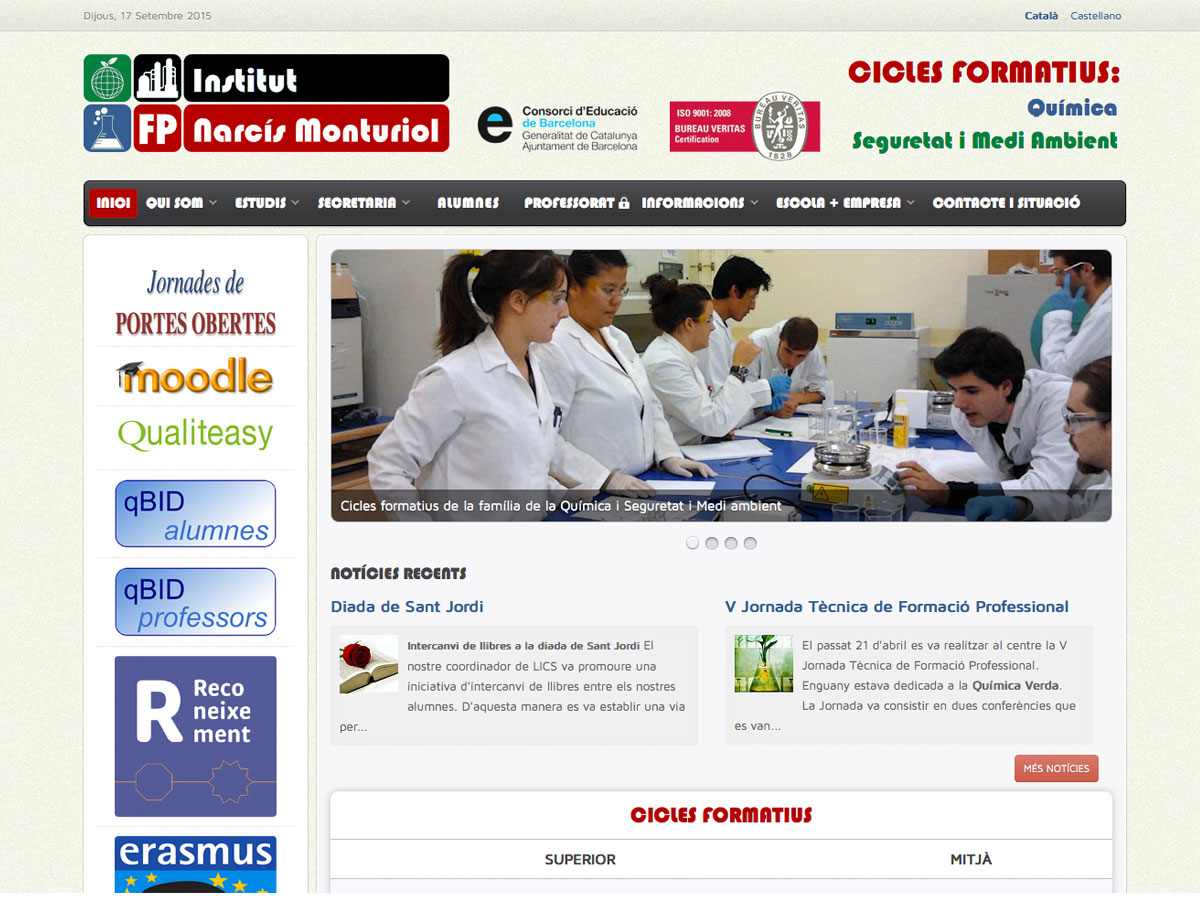 Dijous, 17 Setembre 2015
Català Castellano
Institut
FP Narcís Monturiol
Consorci d'Educació
de Barcelona
Generalitat de Catalunya
Ajuntament de Barcelona
ISO 9001: 2008
BUREAU VERITAS
Certification
BUREAU VERITAS
1828
CICLES FORMATIUS:
Química
Seguretat i Medi Ambient
INICI QUI SOM ESTUDIS SECRETARIA ALUMNES PROFESSORAT INFORMACIONS ESCOLA + EMPRESA CONTACTE I SITUACIÓ
Jornades de
PORTES OBERTES
moodle
Qualiteasy
qBID
alumnes
qBID
professors
R Reco
neixe
ment
erasmus
Cicles formatius de la família de la Química i Seguretat i Medi ambient
NOTÍCIES RECENTS
Diada de Sant Jordi
Intercanvi de llibres a la diada de Sant Jordi El
nostre coordinador de LICS va promoure una
iniciativa d'intercanvi de llibres entre els nostres
alumnes. D'aquesta manera es va establir una via
per...
V Jornada Tècnica de Formació Professional
El passat 21 d'abril es va realitzar al centre la V
Jornada Tècnica de Formació Professional.
Enguany estava dedicada a la Química Verda.
La Jornada va consistir en dues conferències que
es van...
MÉS NOTÍCIES
CICLES FORMATIUS
SUPERIOR MITJÀ